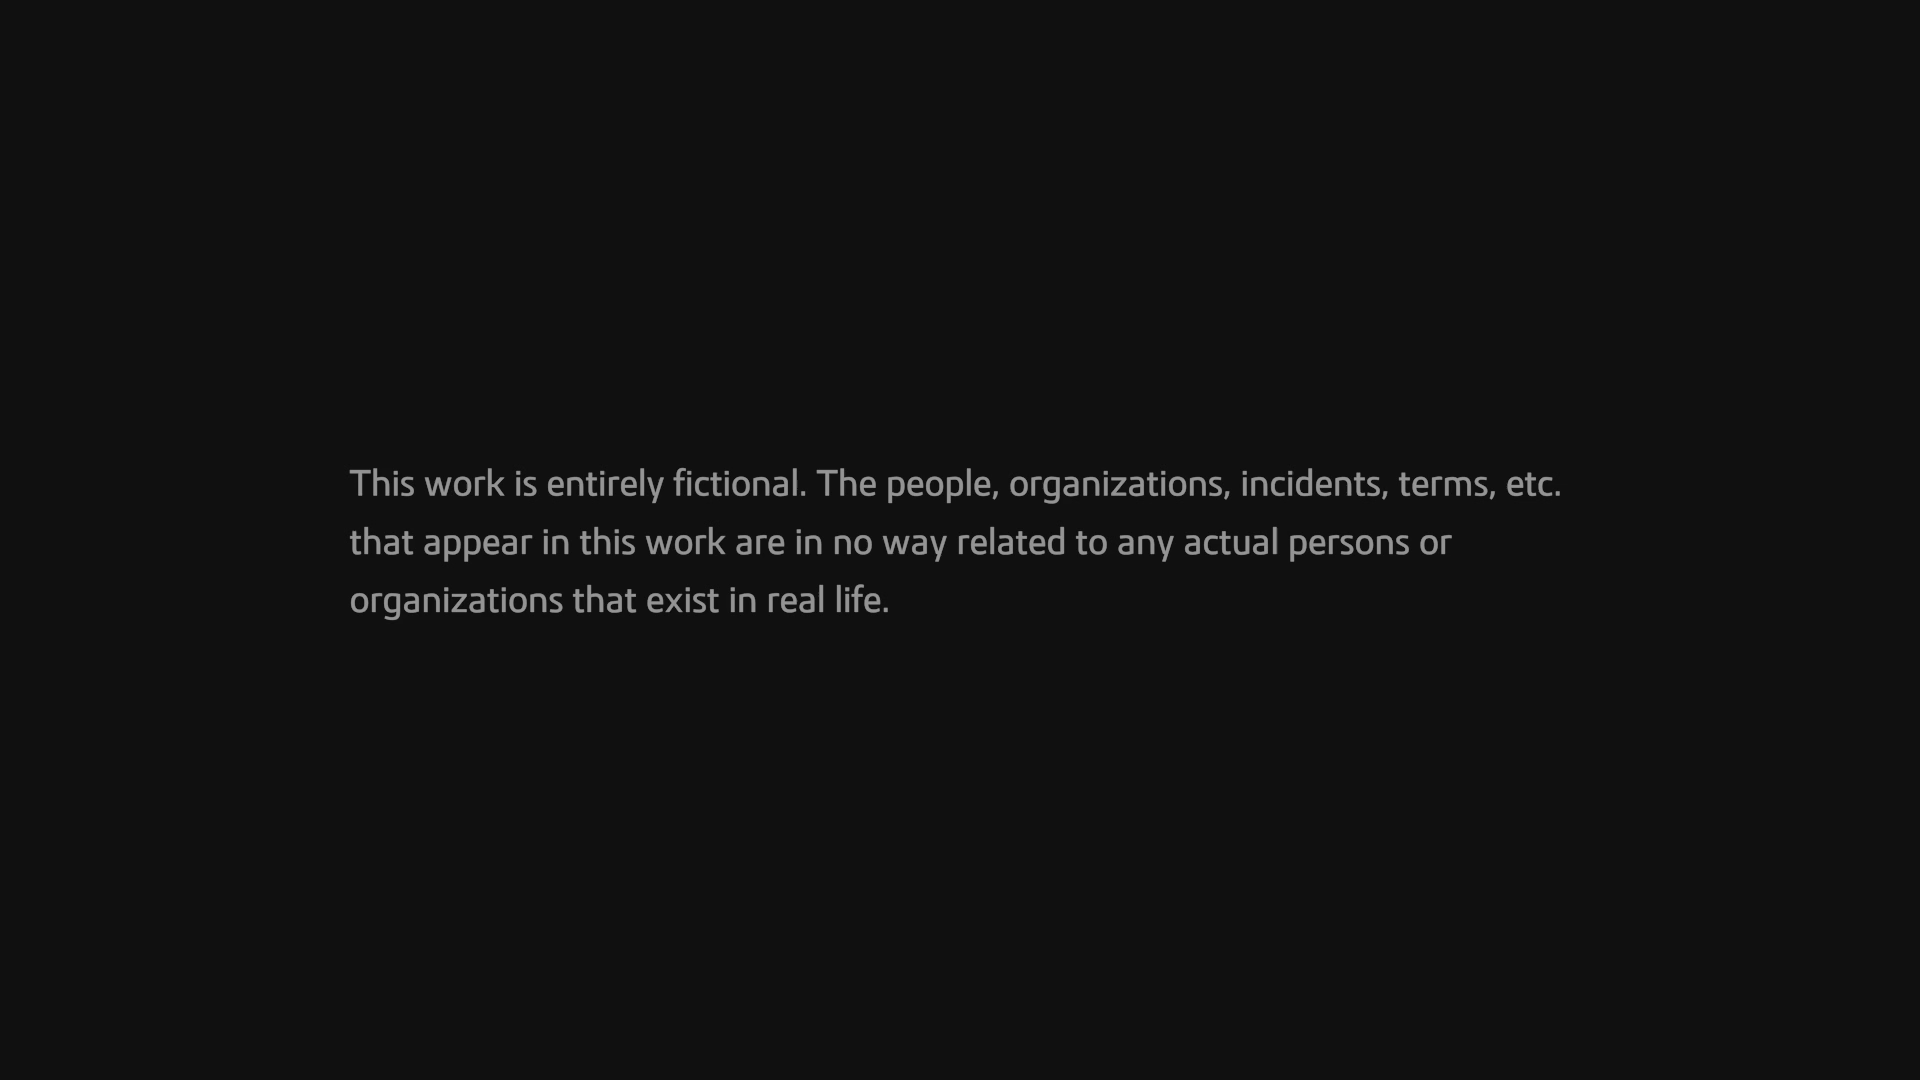 This work is entirely fictional. The people, organizations, incidents, terms, etc.
that appear in this work are in no way related to any actual persons or
organizations that exist in real life.